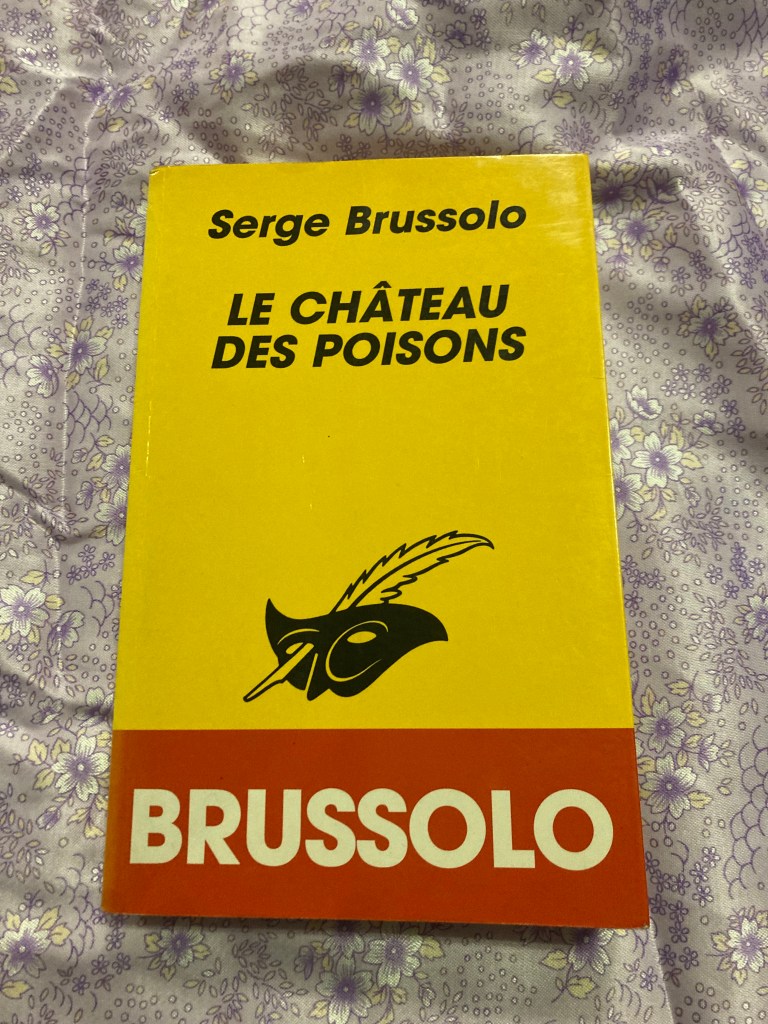 Serge Brussolo
LE CHÂTEAU
DES POISONS
BRUSSOLO